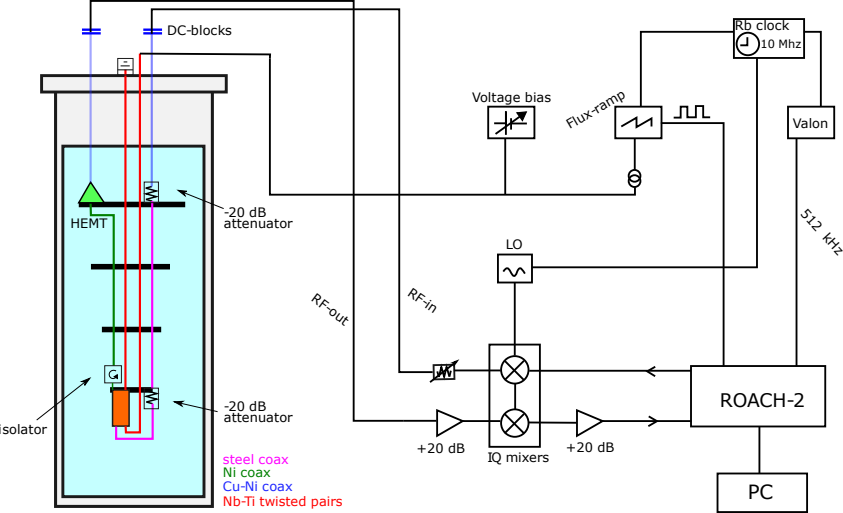 DC-blocks
Rb clock
10 Mhz
Voltage bias
Flux-ramp
Valon
-20 dB
attenuator
HEMT
512 kHz
LO
RF-out
RF-in
-20 dB
attenuator
isolator
ROACH-2
+20 dB
IQ mixers
+20 dB
steel coax
Ni coax
Cu-Ni coax
Nb-Ti twisted pairs
PC